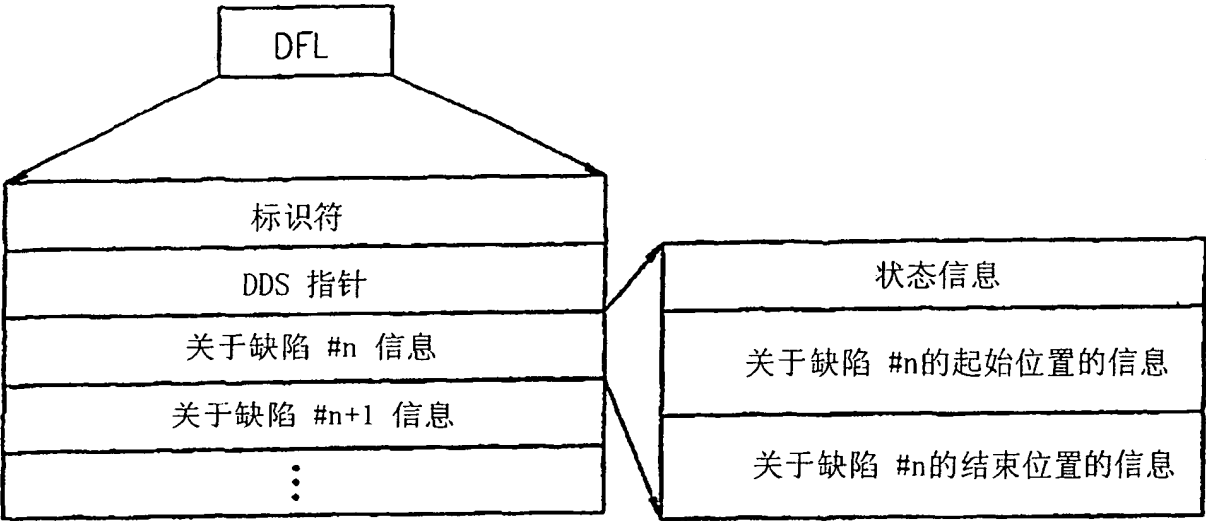 DFL
标识符
DDS 指针
关于缺陷 #n 信息
关于缺陷 #n+1 信息
⋮
状态信息
关于缺陷 #n的起始位置的信息
关于缺陷 #n的结束位置的信息